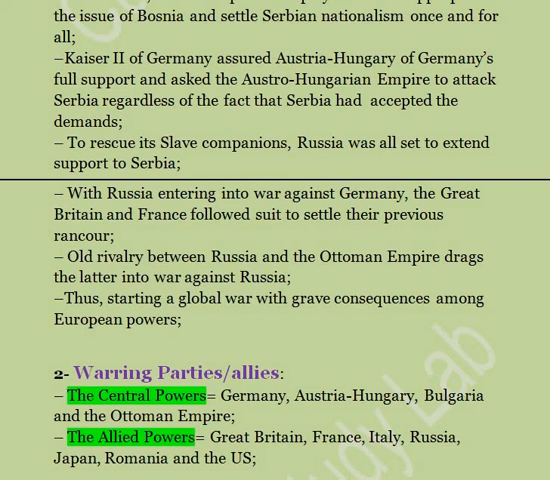 the issue of Bosnia and settle Serbian nationalism once and for
all;
–Kaiser II of Germany assured Austria-Hungary of Germany's
full support and asked the Austro-Hungarian Empire to attack
Serbia regardless of the fact that Serbia had accepted the
demands;
– To rescue its Slave companions, Russia was all set to extend
support to Serbia;
– With Russia entering into war against Germany, the Great
Britain and France followed suit to settle their previous
rancour;
– Old rivalry between Russia and the Ottoman Empire drags
the latter into war against Russia;
–Thus, starting a global war with grave consequences among
European powers;
2- Warring Parties/allies:
– The Central Powers= Germany, Austria-Hungary, Bulgaria
and the Ottoman Empire;
– The Allied Powers= Great Britain, France, Italy, Russia,
Japan, Romania and the US;
Study Lab